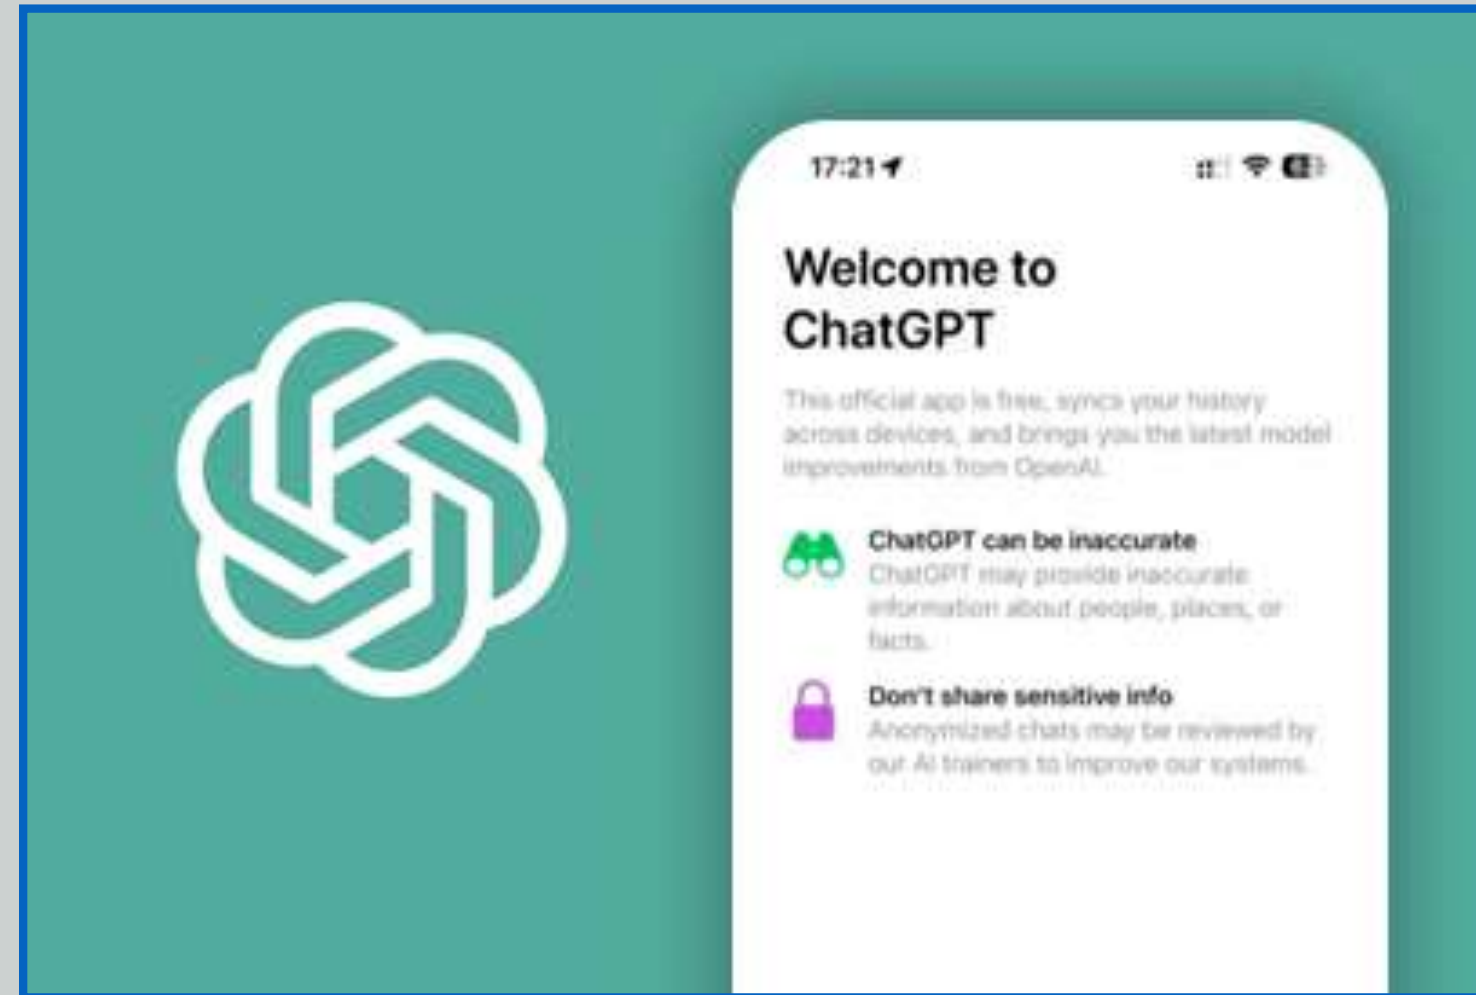 17:21
Welcome to
ChatGPT
This official app is free, syncs your history
across devices, and brings you the latest model
improvements from OpenAI.
ChatGPT can be inaccurate
ChatGPT may provide inaccurate
information about people, places, or
facts.
Don't share sensitive info
Anonymized chats may be reviewed by
our AI trainers to improve our systems.